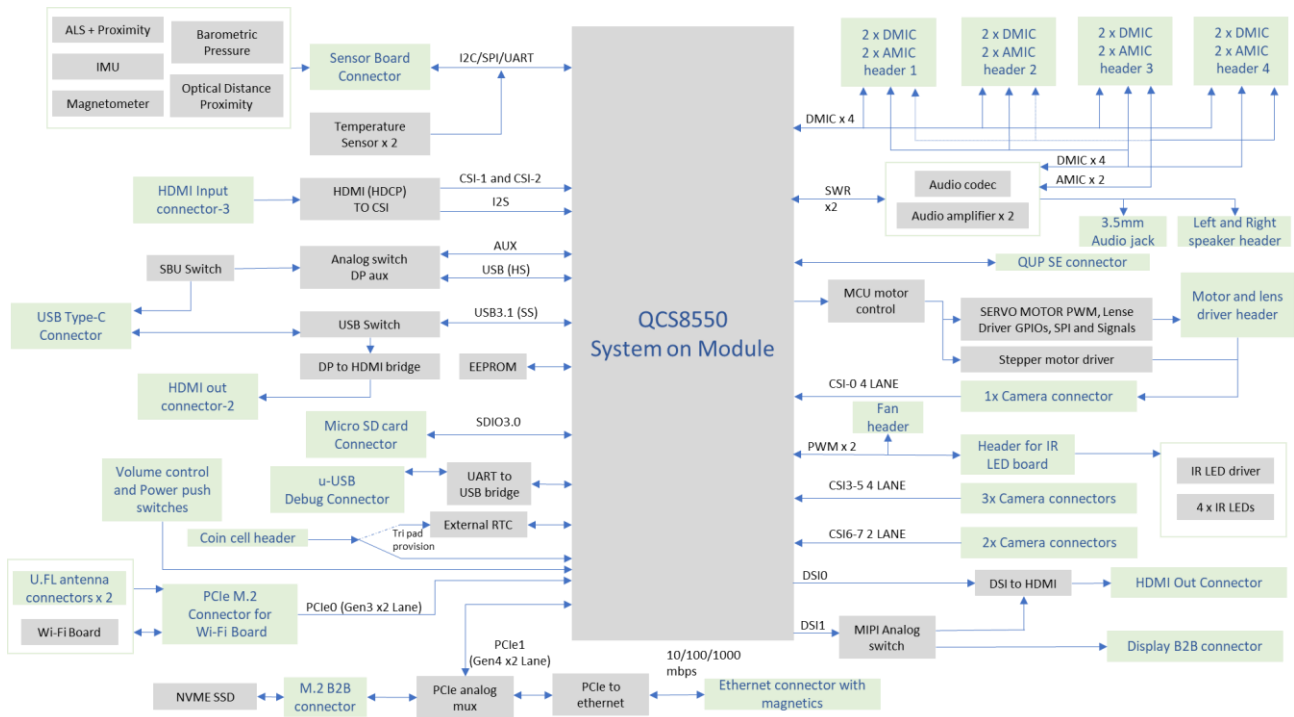 ALS + Proximity
IMU
Magnetometer
Barometric
Pressure
Optical Distance
Proximity
Sensor Board
Connector
I2C/SPI/UART
Temperature
Sensor x 2
HDMI Input
connector-3
HDMI (HDCP)
TO CSI
CSI-1 and CSI-2
I2S
SBU Switch
Analog switch
DP aux
AUX
USB (HS)
USB Type-C
Connector
USB Switch
USB3.1 (SS)
DP to HDMI bridge
EEPROM
HDMI out
connector-2
Micro SD card
Connector
SDIO3.0
Volume control
and Power push
switches
u-USB
Debug Connector
UART to
USB bridge
Coin cell header
Tri pad
provision
External RTC
U.FL antenna
connectors x 2
Wi-Fi Board
PCIe M.2
Connector for
Wi-Fi Board
PCIe0 (Gen3 x2 Lane)
PCIe1
(Gen4 x2 Lane)
NVME SSD
M.2 B2B
connector
PCIe analog
mux
PCIe to
ethernet
10/100/1000
mbps
Ethernet connector with
magnetics
QCS8550
System on Module
2 x DMIC
2 x AMIC
header 1
2 x DMIC
2 x AMIC
header 2
2 x DMIC
2 x AMIC
header 3
2 x DMIC
2 x AMIC
header 4
DMIC x 4
DMIC x 4
AMIC x 2
SWR
x2
Audio codec
Audio amplifier x 2
3.5mm
Audio jack
Left and Right
speaker header
QUP SE connector
MCU motor
control
SERVO MOTOR PWM, Lense
Driver GPIOs, SPI and Signals
Stepper motor driver
Motor and lens
driver header
CSI-0 4 LANE
1x Camera connector
Fan
header
PWM x 2
Header for IR
LED board
IR LED driver
4 x IR LEDs
CSI3-5 4 LANE
3x Camera connectors
CSI6-7 2 LANE
2x Camera connectors
DSI0
DSI to HDMI
HDMI Out Connector
DSI1
MIPI Analog
switch
Display B2B connector